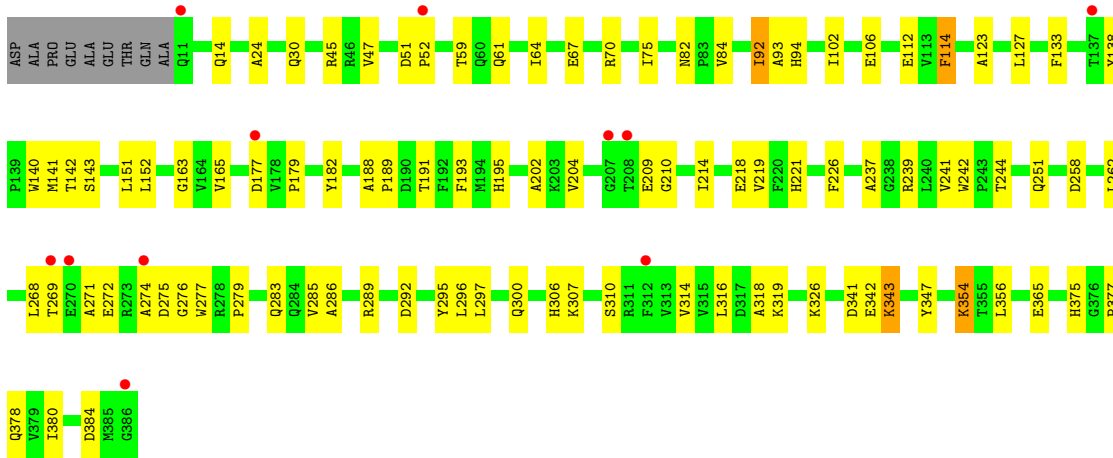 ASP ALA PRO GLU ALA GLU THR GLN ALA Q11 Q14 A24 Q30 R45 R46 V47 D51 P52 T59 Q60 Q61 I64 E67 R70 I75 N82 P83 V84 I92 A93 H94 I102 E106 E112 V113 F114 A123 L127 F133 T137 Y138
P139 W140 M141 T142 S143 L151 L152 G163 V164 V165 D177 V178 P179 Y182 A188 P189 D190 T191 F192 F193 M194 H195 A202 K203 V204 G207 T208 E209 G210 I214 E218 V219 F220 H221 F226 A237 G238 R239 L240 V241 W242 P243 T244 Q251 D258
L268 T269 E270 A271 E272 R273 A274 D275 G276 W277 R278 P279 Q283 Q284 V285 A286 R289 D292 Y295 L296 L297 Q300 H306 K307 S310 R311 F312 V313 V314 V315 L316 D317 A318 K319 K326 D341 E342 K343 Y347 K354 T355 L356 E365 H375 G376
Q378 V379 I380 D384 M385 G386